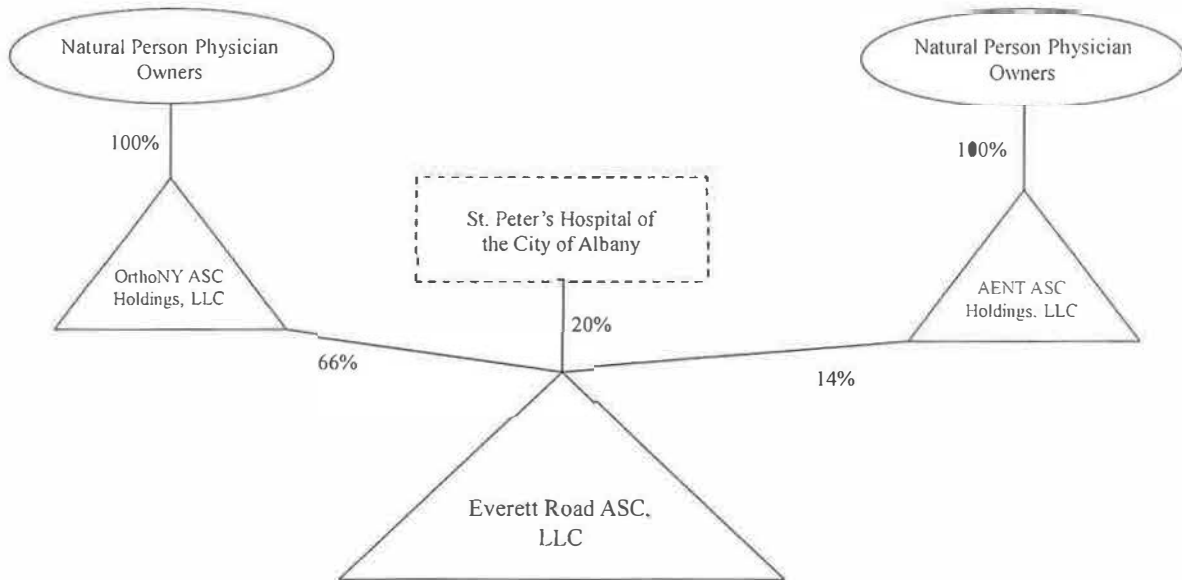 Natural Person Physician
Owners
Natural Person Physician
Owners
100%
100%
St. Peter's Hospital of
the City of Albany
OrthoNY ASC
Holdings, LLC
AENT ASC
Holdings. LLC
20%
66%
14%
Everett Road ASC,
LLC